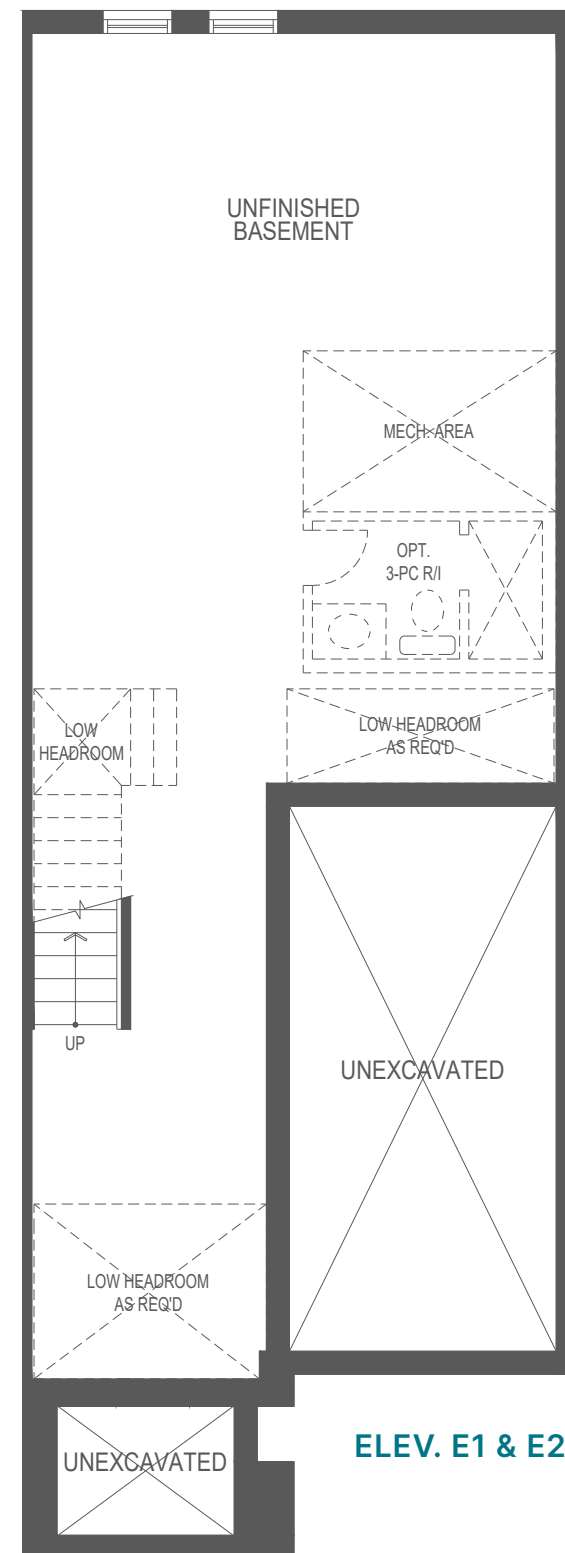 UNFINISHED
BASEMENT
MECH. AREA
OPT.
3-PC R/I
LOW
HEADROOM
LOW HEADROOM
AS REQ'D
UP
UNEXCAVATED
LOW HEADROOM
AS REQ'D
UNEXCAVATED
ELEV. E1 & E2